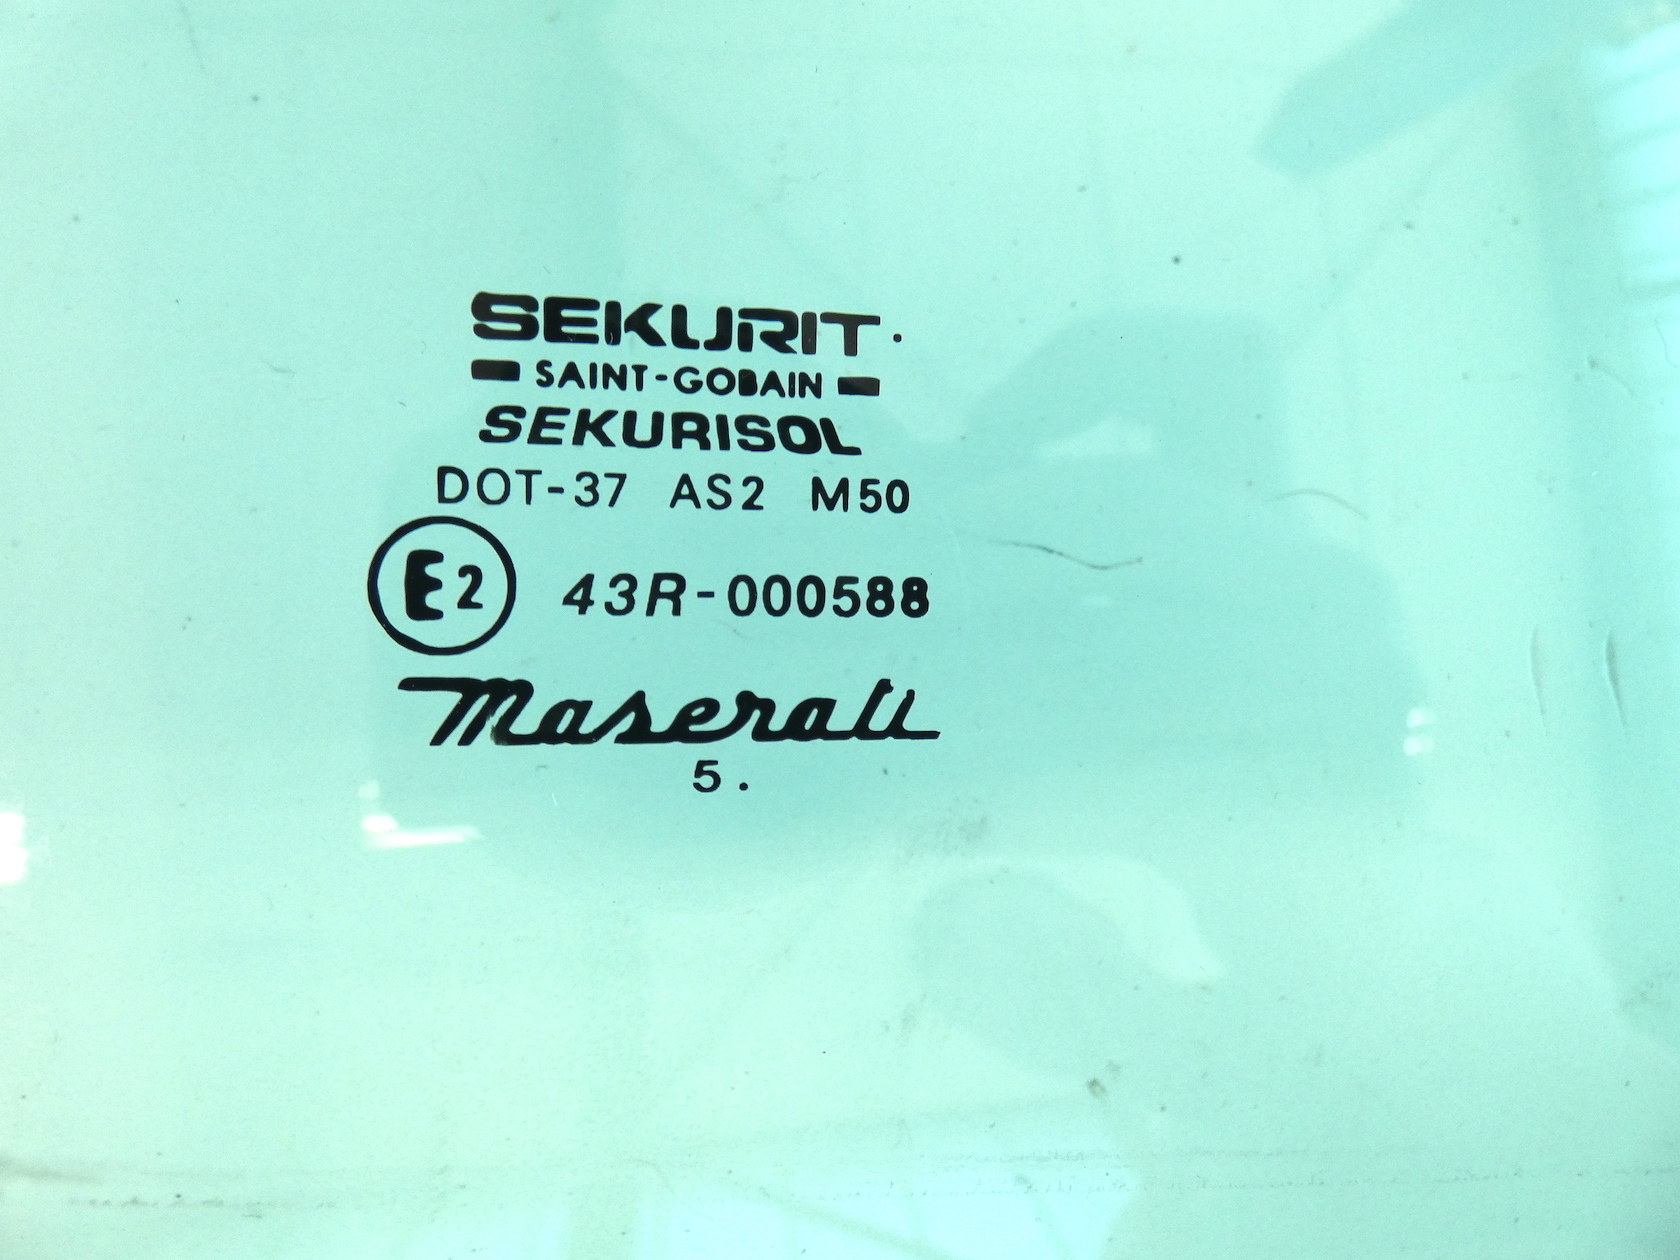 SEKURIT
SAINT-GOBAIN
SEKURISOL
DOT-37 AS2 M50
E2 43R-000588
Maserati
5.